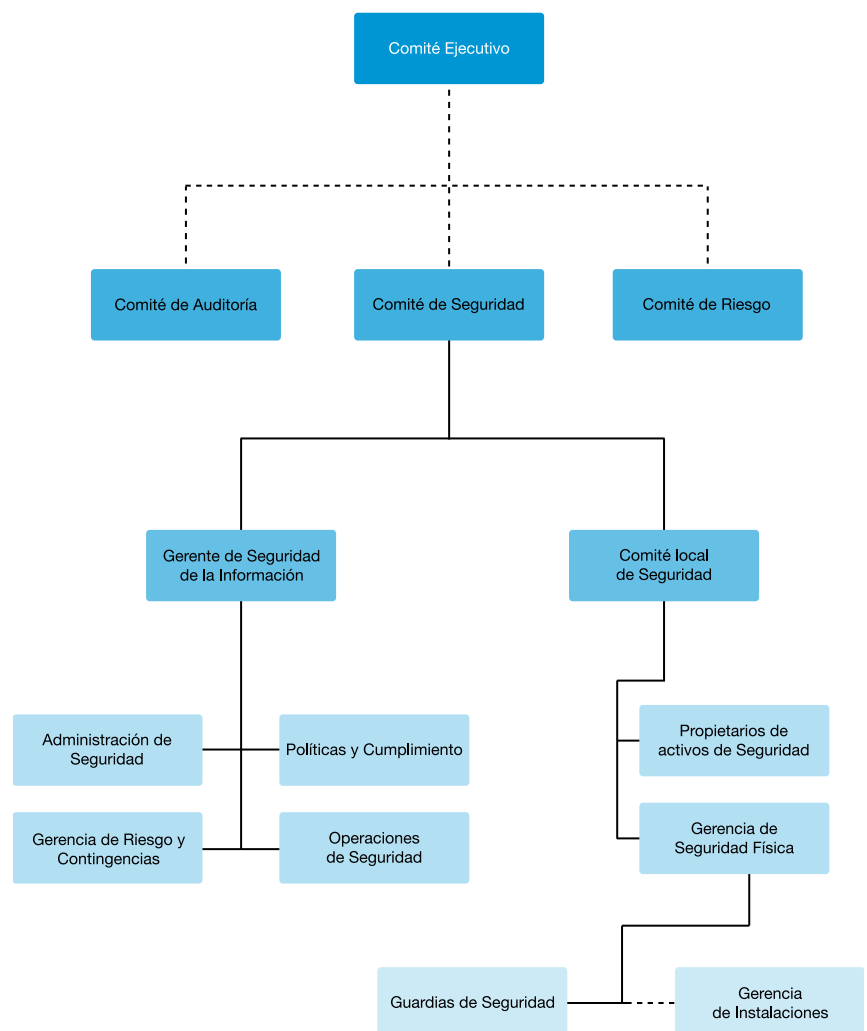 Comité Ejecutivo
Comité de Auditoría
Comité de Seguridad
Comité de Riesgo
Gerente de Seguridad
de la Información
Comité local
de Seguridad
Administración de
Seguridad
Políticas y Cumplimiento
Propietarios de
activos de Seguridad
Gerencia de Riesgo y
Contingencias
Operaciones
de Seguridad
Gerencia de
Seguridad Física
Guardias de Seguridad
Gerencia
de Instalaciones